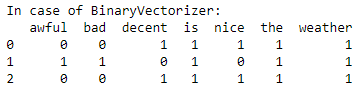 In case of BinaryVectorizer:
   awful  bad  decent  is  nice  the  weather
0      0    0       1   1     1    1        1
1      1    1       0   1     0    1        1
2      0    0       1   1     1    1        1